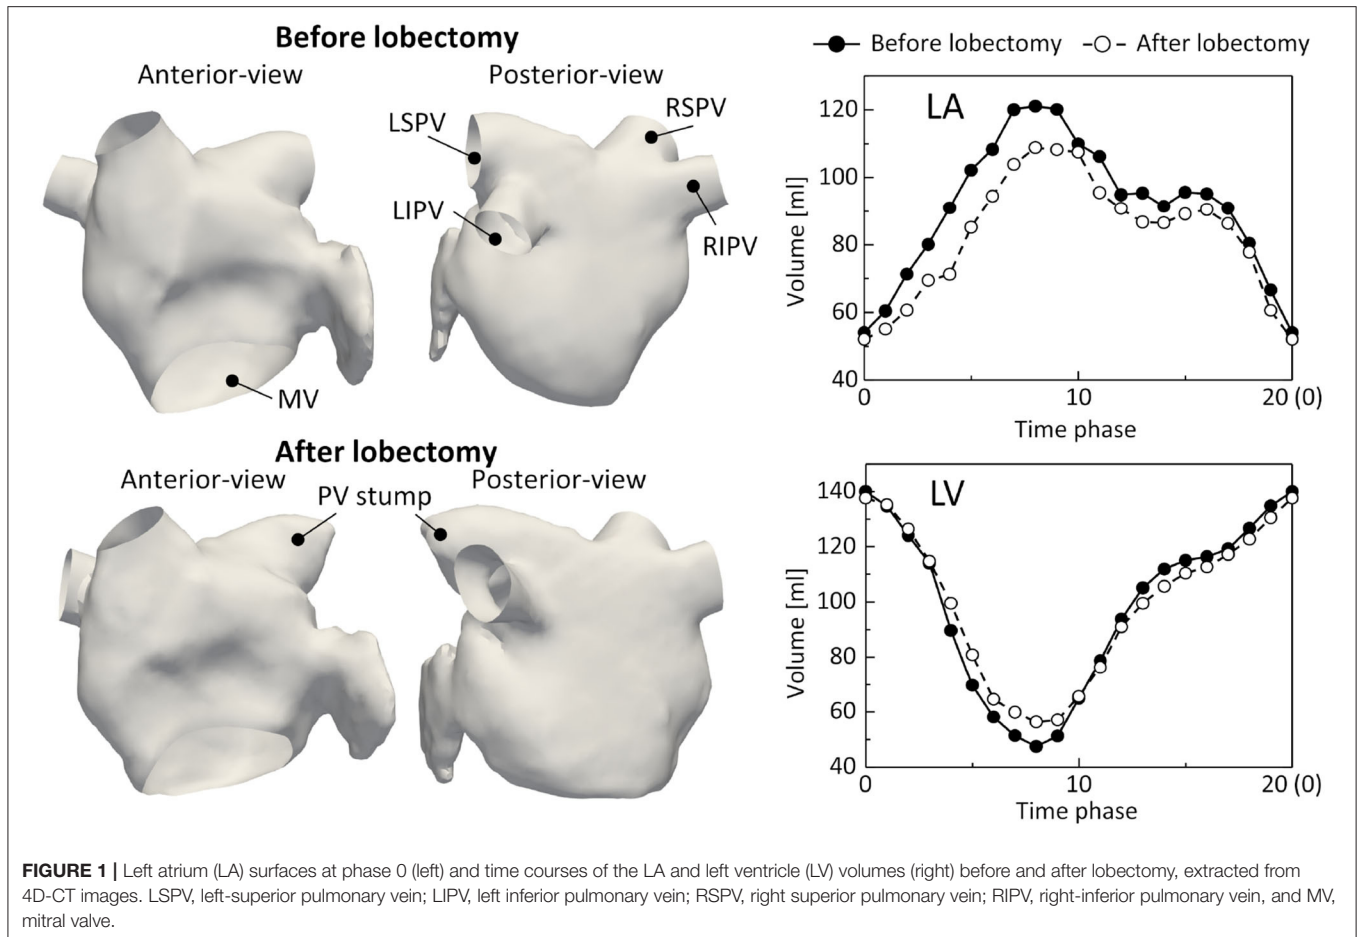 Before lobectomy
Anterior-view
Posterior-view
LSPV
RSPV
LIPV
RIPV
MV
After lobectomy
Anterior-view
Posterior-view
PV stump
Before lobectomy
After lobectomy
LA
Volume [ml]
120
100
80
60
40
0
10
20 (0)
Time phase
LV
Volume [ml]
140
120
100
80
60
40
0
10
20 (0)
Time phase
FIGURE 1 | Left atrium (LA) surfaces at phase 0 (left) and time courses of the LA and left ventricle (LV) volumes (right) before and after lobectomy, extracted from
4D-CT images. LSPV, left-superior pulmonary vein; LIPV, left inferior pulmonary vein; RSPV, right superior pulmonary vein; RIPV, right-inferior pulmonary vein, and MV,
mitral valve.